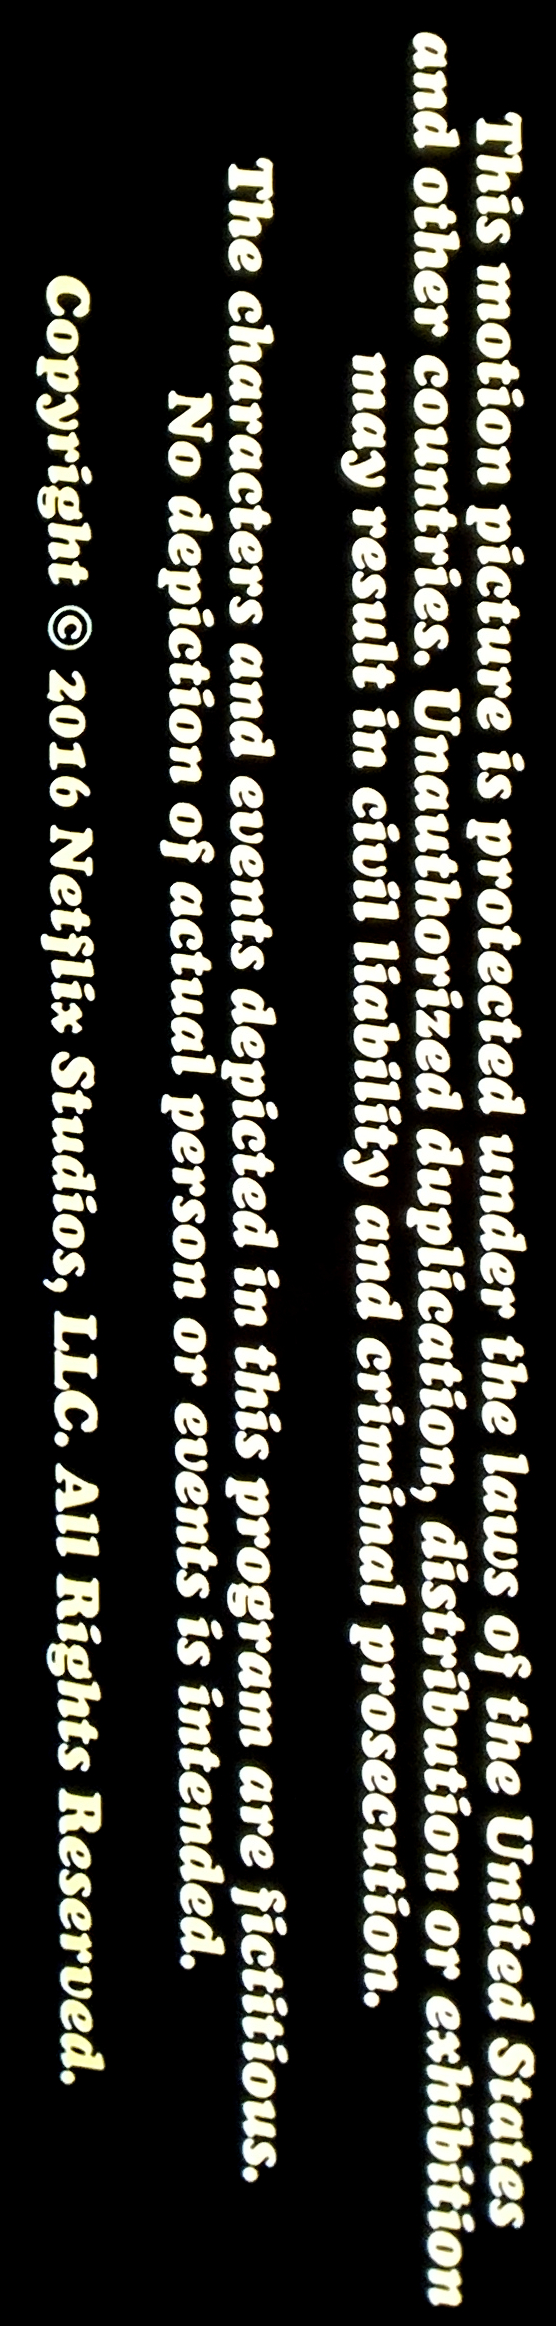 This motion picture is protected under the laws of the United States
and other countries. Unauthorized duplication, distribution or exhibition
may result in civil liability and criminal prosecution.
The characters and events depicted in this program are fictitious.
No depiction of actual person or events is intended.
Copyright © 2016 Netflix Studios, LLC. All Rights Reserved.